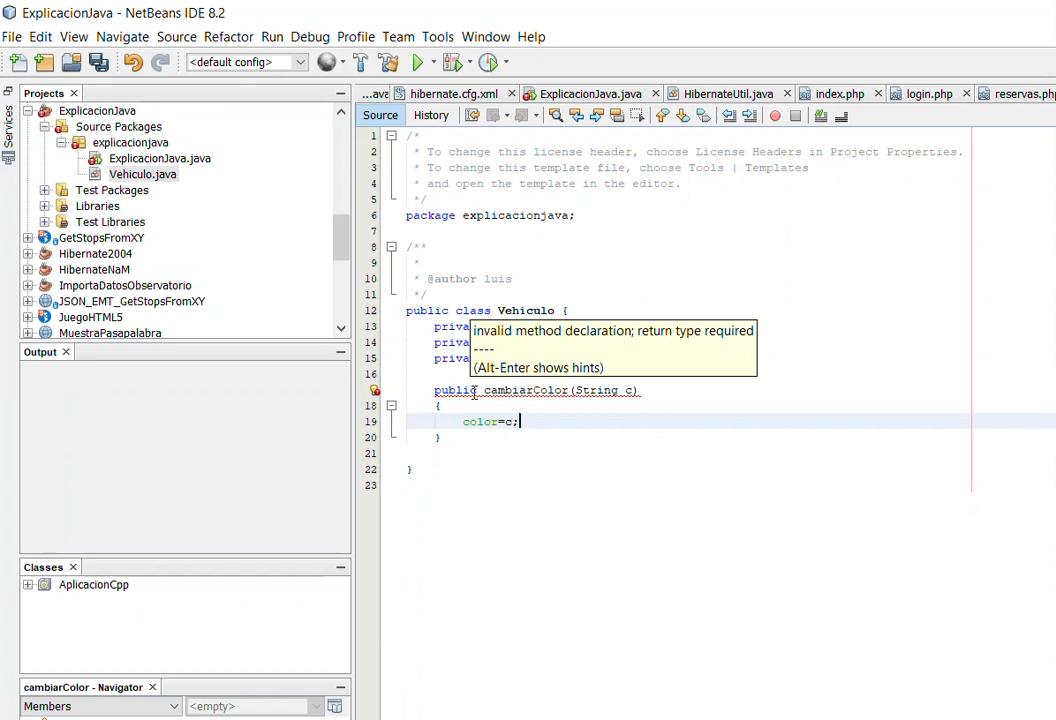 ExplicacionJava - NetBeans IDE 8.2
File Edit View Navigate Source Refactor Run Debug Profile Team Tools Window Help
<default config>
Services
Projects
ExplicacionJava
Source Packages
explicacionjava
ExplicacionJava.java
Vehiculo.java
Test Packages
Libraries
Test Libraries
GetStopsFromXY
Hibernate2004
HibernateNaM
ImportaDatosObservatorio
JSON_EMT_GetStopsFromXY
JuegoHTML5
MuestraPasapalabra
Output
Classes
AplicacionCpp
cambiarColor - Navigator
Members <empty>
...ava hibernate.cfg.xml ExplicacionJava.java HibernateUtil.java index.php login.php reservas.php
Source History
1 /*
2 * To change this license header, choose License Headers in Project Properties.
3 * To change this template file, choose Tools | Templates
4 * and open the template in the editor.
5 */
6 package explicacionjava;
7
8 /**
9 *
10 * @author luis
11 */
12 public class Vehiculo {
13 priva
14 priva
15 priva
16
invalid method declaration; return type required
----
(Alt-Enter shows hints)
public cambiarColor(String c)
18 {
19 color=c;
20 }
21
22 }
23